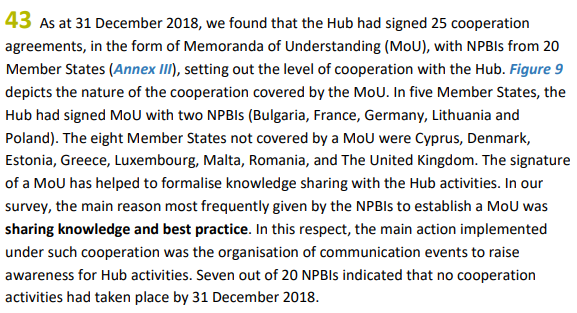 43 As at 31 December 2018, we found that the Hub had signed 25 cooperation
agreements, in the form of Memoranda of Understanding (MoU), with NPBIs from 20
Member States (Annex III), setting out the level of cooperation with the Hub. Figure 9
depicts the nature of the cooperation covered by the MoU. In five Member States, the
Hub had signed MoU with two NPBIs (Bulgaria, France, Germany, Lithuania and
Poland). The eight Member States not covered by a MoU were Cyprus, Denmark,
Estonia, Greece, Luxembourg, Malta, Romania, and The United Kingdom. The signature
of a MoU has helped to formalise knowledge sharing with the Hub activities. In our
survey, the main reason most frequently given by the NPBIs to establish a MoU was
sharing knowledge and best practice. In this respect, the main action implemented
under such cooperation was the organisation of communication events to raise
awareness for Hub activities. Seven out of 20 NPBIs indicated that no cooperation
activities had taken place by 31 December 2018.